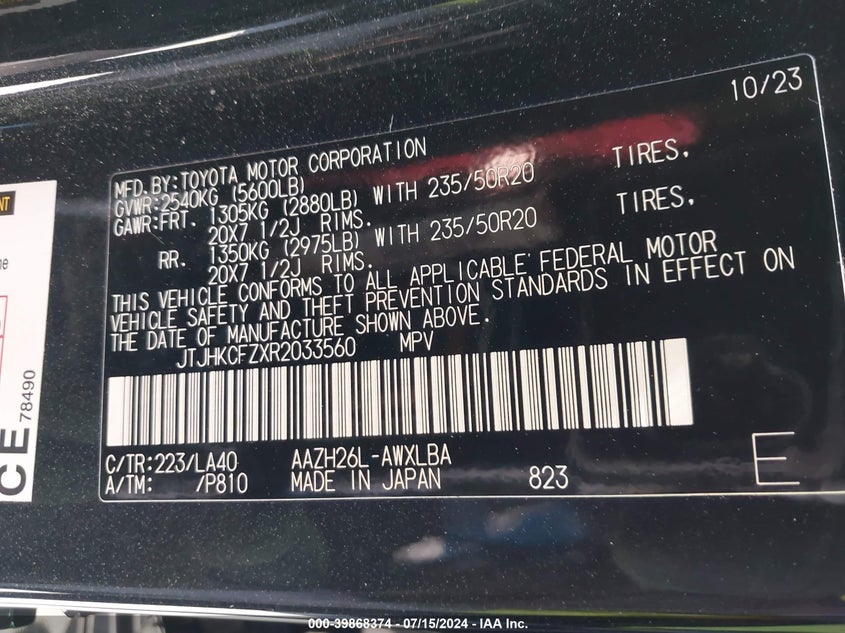 10/23
MFD.BY:TOYOTA MOTOR CORPORATION
GVWR:2540KG (5600LB)
GAWR:FRT. 1305KG (2880LB) WITH 235/50R20 TIRES,
20X7 1/2J RIMS.
RR. 1350KG (2975LB) WITH 235/50R20 TIRES,
20X7 1/2J RIMS.
THIS VEHICLE CONFORMS TO ALL APPLICABLE FEDERAL MOTOR
VEHICLE SAFETY AND THEFT PREVENTION STANDARDS IN EFFECT ON
THE DATE OF MANUFACTURE SHOWN ABOVE.
JTJHKCFZXR2033560 MPV
C/TR:223/LA40 AAZH26L-AWXLBA
A/TM: /P810 MADE IN JAPAN 823
E
CE 78490
000-39868374 - 07/15/2024 - IAA Inc.